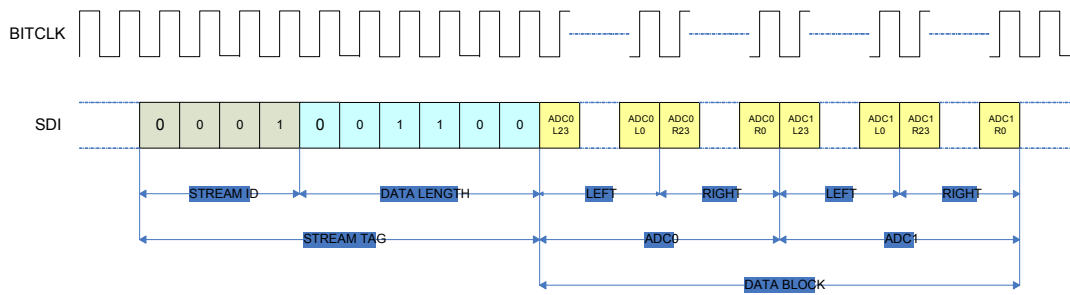 BITCLK
SDI
0 0 0 1 0 0 1 1 0 0 ADC0 L23 ADC0 L0 ADC0 R23 ADC0 R0 ADC1 L23 ADC1 L0 ADC1 R23 ADC1 R0
STREAM ID DATA LENGTH LEFT RIGHT LEFT RIGHT
STREAM TAG ADC0 ADC1
DATA BLOCK